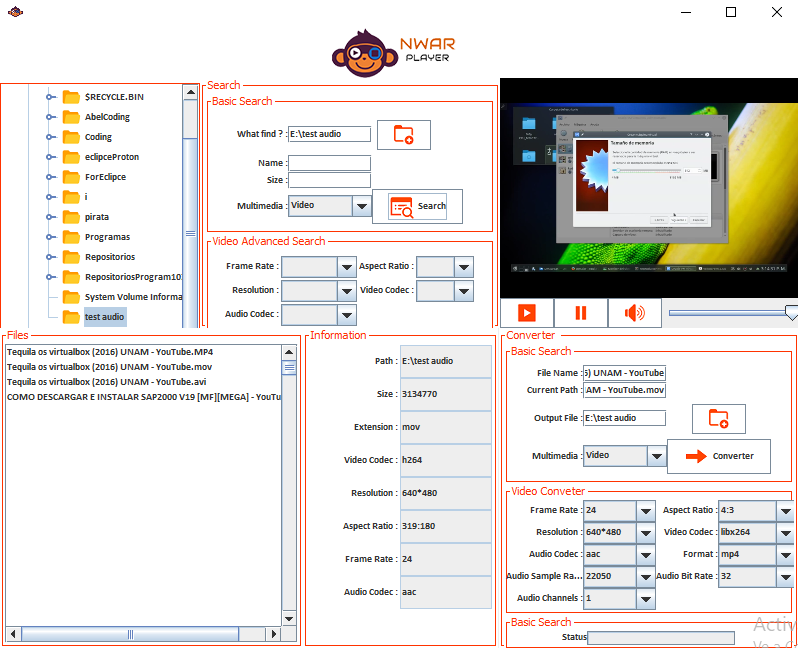 NWAR
PLAYER
$RECYCLE.BIN
AbelCoding
Coding
eclipceProton
ForEclipce
i
pirata
Programas
Repositorios
RepositoriosProgram10
System Volume Informa
test audio
Search
Basic Search
What find ? : E:\test audio
Name :
Size :
Multimedia : Video
Search
Video Advanced Search
Frame Rate :
Aspect Ratio :
Resolution :
Video Codec :
Audio Codec :
Tamaño de memoria
Files
Tequila os virtualbox (2016) UNAM - YouTube.MP4
Tequila os virtualbox (2016) UNAM - YouTube.mov
Tequila os virtualbox (2016) UNAM - YouTube.avi
COMO DESCARGAR E INSTALAR SAP2000 V19 [MF][MEGA] - YouTu
Information
Path : E:\test audio
Size : 3134770
Extension : mov
Video Codec : h264
Resolution : 640*480
Aspect Ratio : 319:180
Frame Rate : 24
Audio Codec : aac
Converter
Basic Search
File Name : 6) UNAM - YouTube
Current Path : AM - YouTube.mov
Output File : E:\test audio
Multimedia : Video
Converter
Video Conveter
Frame Rate : 24
Aspect Ratio : 4:3
Resolution : 640*480
Video Codec : libx264
Audio Codec : aac
Format : mp4
Audio Sample Ra... 22050
Audio Bit Rate : 32
Audio Channels : 1
Basic Search
Status
Activ